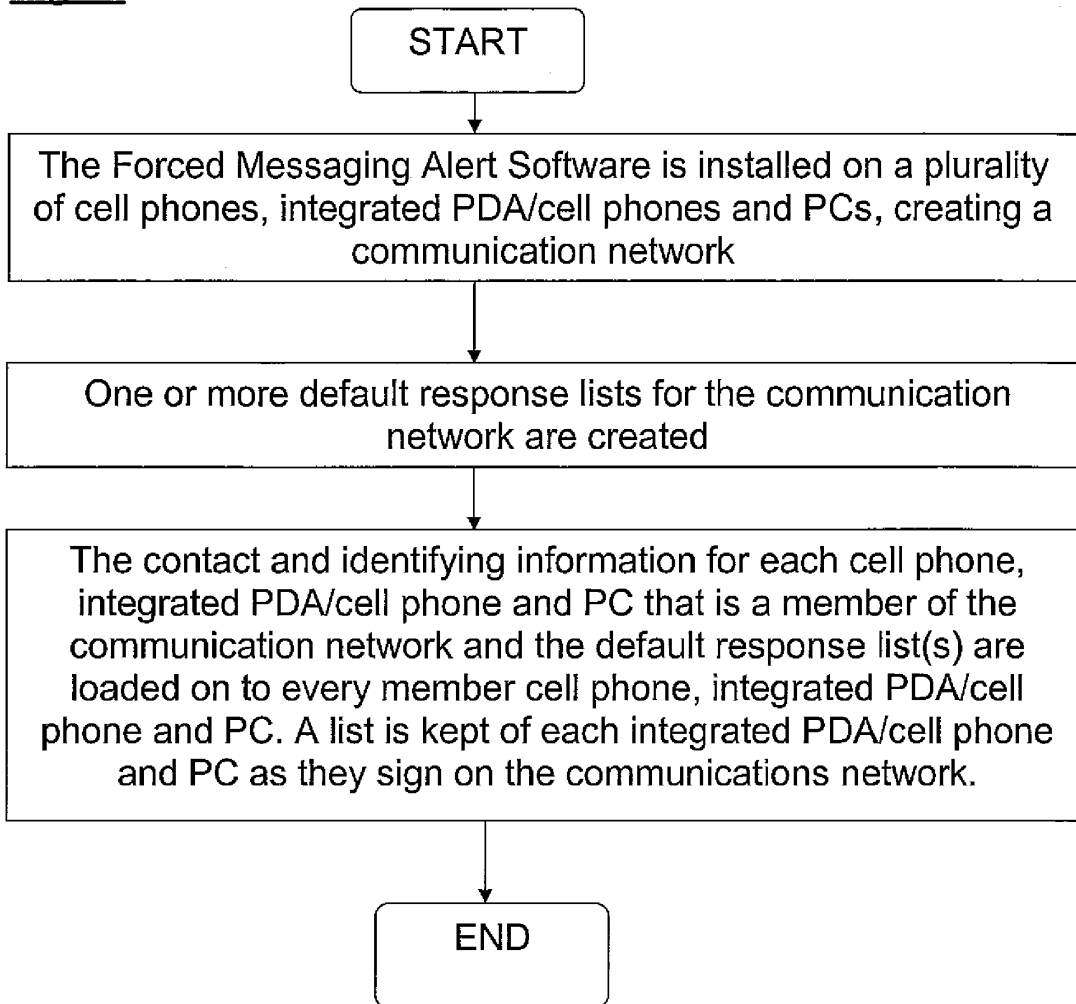 START
The Forced Messaging Alert Software is installed on a plurality
of cell phones, integrated PDA/cell phones and PCs, creating a
communication network
One or more default response lists for the communication
network are created
The contact and identifying information for each cell phone,
integrated PDA/cell phone and PC that is a member of the
communication network and the default response list(s) are
loaded on to every member cell phone, integrated PDA/cell
phone and PC. A list is kept of each integrated PDA/cell phone
and PC as they sign on the communications network.
END